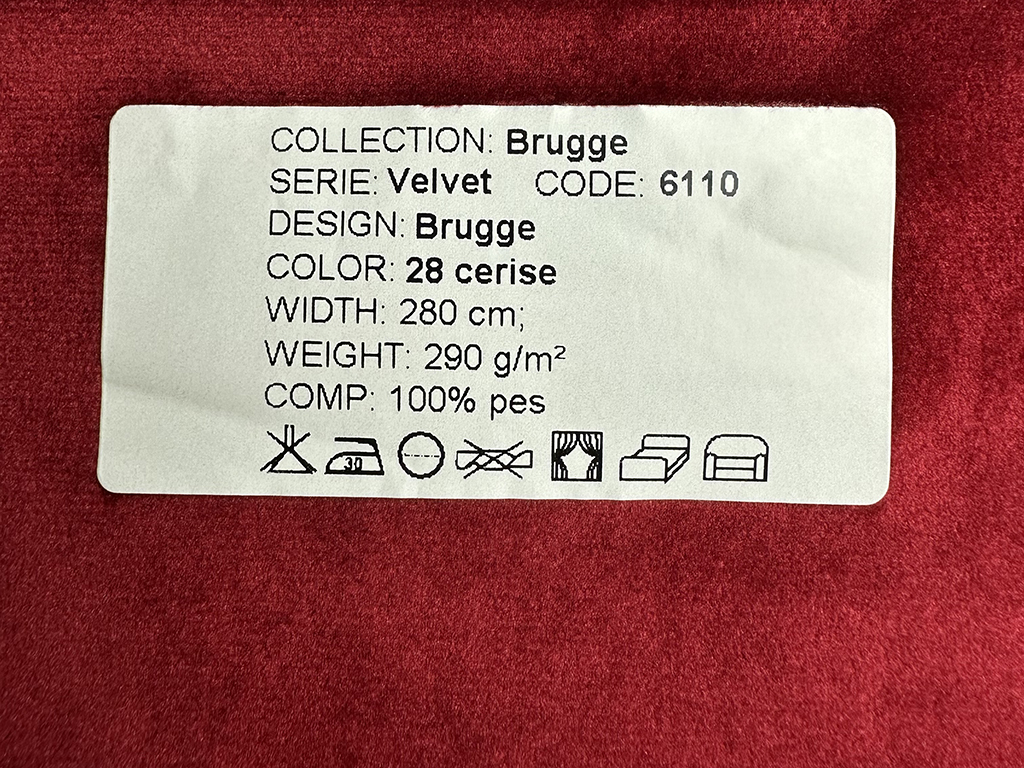 COLLECTION: Brugge
SERIE: Velvet CODE: 6110
DESIGN: Brugge
COLOR: 28 cerise
WIDTH: 280 cm;
WEIGHT: 290 g/m²
COMP: 100% pes
30